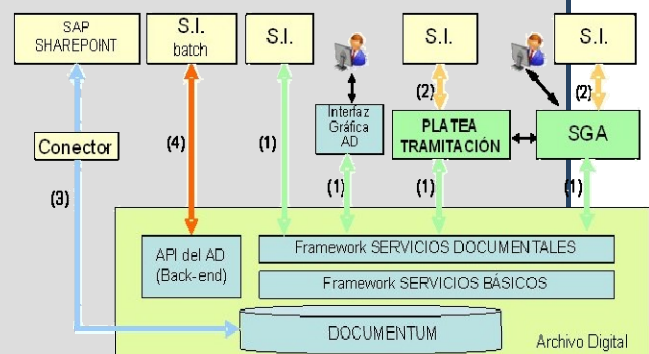 SAP
SHAREPOINT
S.I.
batch
S.I.
S.I.
S.I.
(2)
(2)
Conector
(4)
(1)
Interfaz
Gráfica
AD
PLATEA
TRAMITACIÓN
SGA
(3)
(1)
(1)
(1)
API del AD
(Back-end)
Framework SERVICIOS DOCUMENTALES
Framework SERVICIOS BÁSICOS
DOCUMENTUM
Archivo Digital